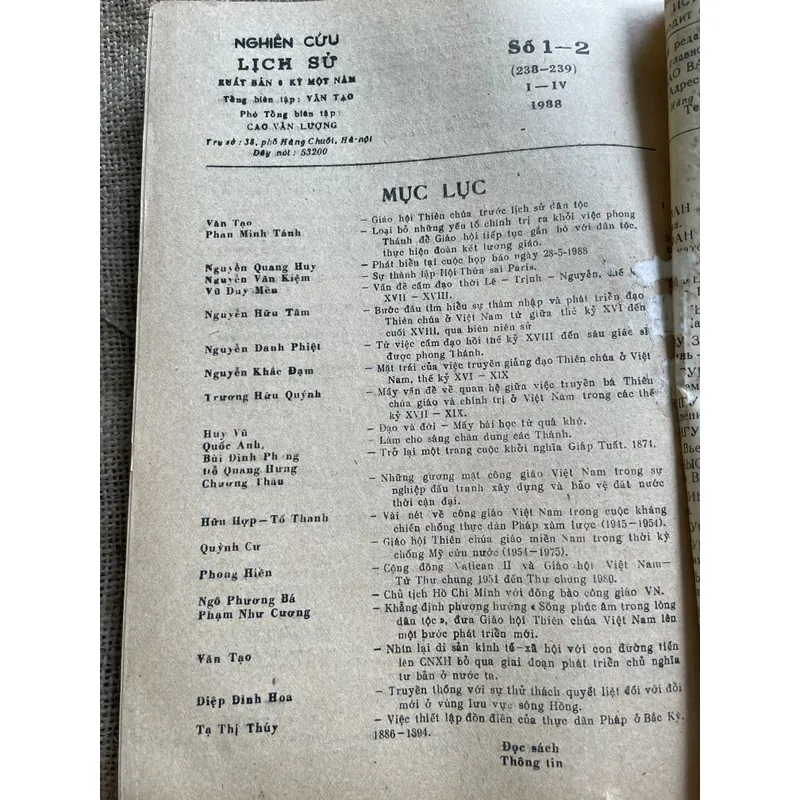 NGHIÊN CỨU
LỊCH SỬ
XUẤT BẢN 6 KỲ MỘT NĂM
Tổng biên tập: VĂN TẠO
Phó Tổng biên tập:
CAO VĂN LƯỢNG
Trụ sở: 38, phố Hàng Chuối, Hà-nội
Dây nói: 53200
Số 1—2
(238—239)
I—IV
1988
MỤC LỤC
Văn Tạo — Giáo hội Thiên chúa trước lịch sử dân tộc
Phan Minh Tánh — Loại bỏ những yếu tố chính trị ra khỏi việc phong
Thánh để Giáo hội tiếp tục gắn bó với dân tộc,
thực hiện đoàn kết lương giáo.
Nguyễn Quang Huy — Phát biểu tại cuộc họp báo ngày 28-5-1988
Nguyễn Văn Kiệm — Sự thành lập Hội Thừa sai Paris.
Vũ Duy Mền — Vấn đề cấm đạo thời Lê — Trịnh — Nguyễn, thế kỷ
XVII — XVIII.
Nguyễn Hữu Tâm — Bước đầu tìm hiểu sự thâm nhập và phát triển đạo
Thiên chúa ở Việt Nam từ giữa thế kỷ XVI đến
cuối XVIII, qua biên niên sử
Nguyễn Danh Phiệt — Từ việc cấm đạo hồi thế kỷ XVIII đến sáu giác sĩ
được phong Thánh.
Nguyễn Khắc Đạm — Mặt trái của việc truyền giảng đạo Thiên chúa ở Việt
Nam, thế kỷ XVI — XIX
Trương Hữu Quýnh — Mấy vấn đề về quan hệ giữa việc truyền bá Thiên
chúa giáo và chính trị ở Việt Nam trong các thế
kỷ XVII — XIX.
Huy Vũ — Đạo và đời — Mấy bài học từ quá khứ.
Quốc Anh — Làm cho sáng chân dung các Thánh.
Bùi Đình Phong — Trở lại một trang cuộc khởi nghĩa Giáp Tuất. 1874.
Đỗ Quang Hưng
Chương Thâu — Những gương mặt công giáo Việt Nam trong sự
nghiệp đấu tranh xây dựng và bảo vệ đất nước
thời cận đại.
Hữu Hợp — Tố Thanh — Vài nét về công giáo Việt Nam trong cuộc kháng
chiến chống thực dân Pháp xâm lược (1945—1954).
Quỳnh Cư — Giáo hội Thiên chúa giáo miền Nam trong thời kỳ
chống Mỹ cứu nước (1954—1975).
Phong Hiền — Cộng đồng Vatican II và Giáo hội Việt Nam—
Từ Thư chung 1951 đến Thư chung 1980.
Ngô Phương Bá — Chủ tịch Hồ Chí Minh với đồng bào công giáo VN.
Phạm Như Cương — Khẳng định phương hướng «Sống phúc âm trong lòng
dân tộc», đưa Giáo hội Thiên chúa Việt Nam lên
một bước phát triển mới.
Văn Tạo — Nhìn lại di sản kinh tế-xã hội với con đường tiến
lên CNXH bỏ qua giai đoạn phát triển chủ nghĩa
tư bản ở nước ta.
Diệp Đình Hoa — Truyền thống với sự thử thách quyết liệt đối với đổi
mới ở vùng lưu vực sông Hồng.
Tạ Thị Thúy — Việc thiết lập đồn điền của thực dân Pháp ở Bắc Kỳ,
1886—1894.
Đọc sách
Thông tin